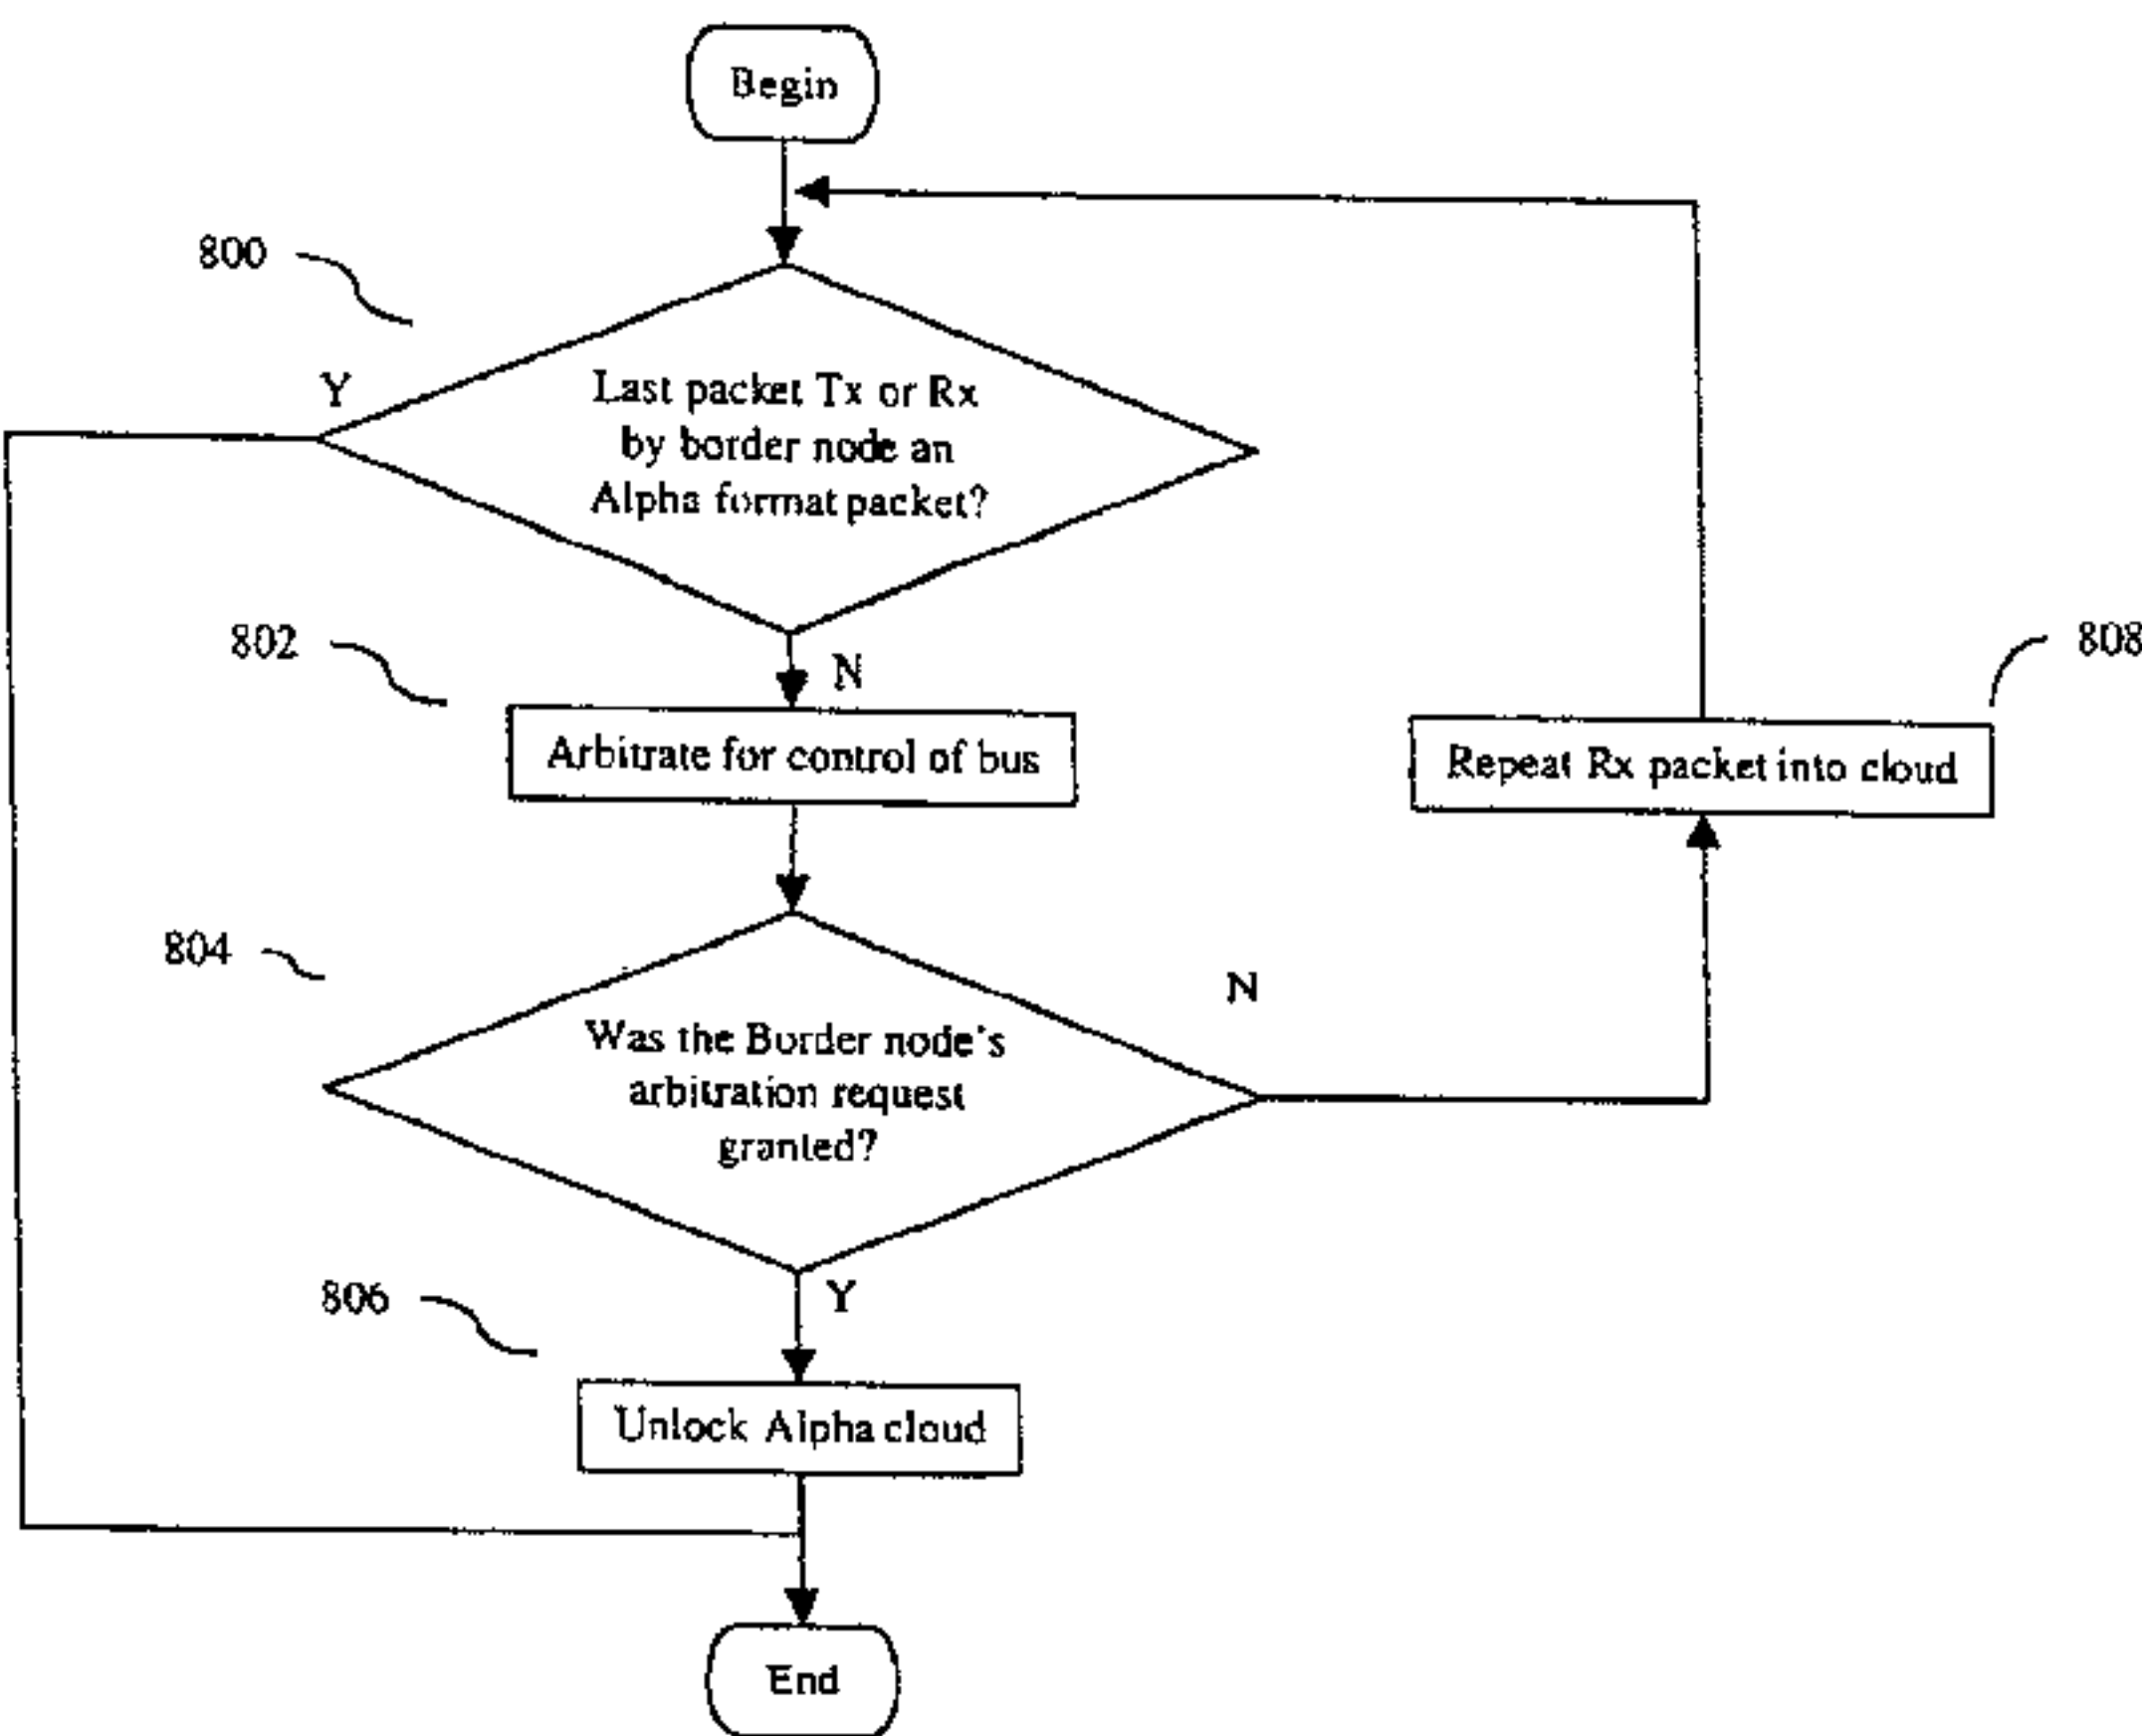 Begin
800
Y
Last packet Tx or Rx
by border node an
Alpha format packet?
802
N
808
Arbitrate for control of bus
Repeat Rx packet into cloud
804
N
Was the Border node's
arbitration request
granted?
806
Y
Unlock Alpha cloud
End